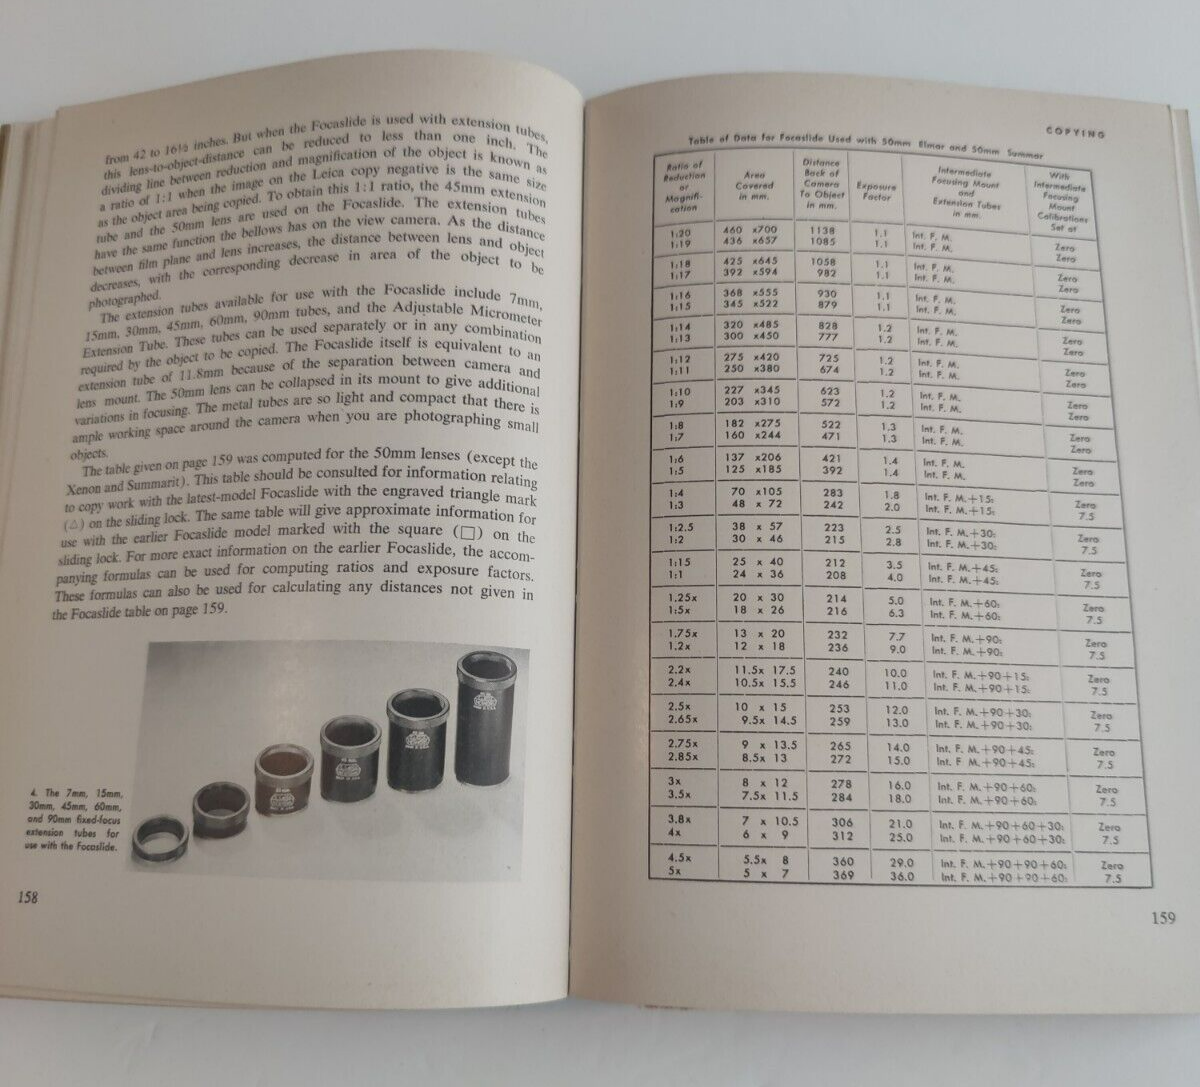 from 42 to 16½ inches. But when the Focaslide is used with extension tubes,
this lens-to-object-distance can be reduced to less than one inch. The
dividing line between reduction and magnification of the object is known as
a ratio of 1:1 when the image on the Leica copy negative is the same size
as the object area being copied. To obtain this 1:1 ratio, the 45mm extension
tube and the 50mm lens are used on the Focaslide. The extension tubes
have the same function the bellows has on the view camera. As the distance
between film plane and lens increases, the distance between lens and object
decreases, with the corresponding decrease in area of the object to be
photographed.
The extension tubes available for use with the Focaslide include 7mm,
15mm, 30mm, 45mm, 60mm, 90mm tubes, and the Adjustable Micrometer
Extension Tube. These tubes can be used separately or in any combination
required by the object to be copied. The Focaslide itself is equivalent to an
extension tube of 11.8mm because of the separation between camera and
lens mount. The 50mm lens can be collapsed in its mount to give additional
variations in focusing. The metal tubes are so light and compact that there is
ample working space around the camera when you are photographing small
objects.
The table given on page 159 was computed for the 50mm lenses (except the
Xenon and Summarit). This table should be consulted for information relating
to copy work with the latest-model Focaslide with the engraved triangle mark
(△) on the sliding lock. The same table will give approximate information for
use with the earlier Focaslide model marked with the square (□) on the
sliding lock. For more exact information on the earlier Focaslide, the accom-
panying formulas can be used for computing ratios and exposure factors.
These formulas can also be used for calculating any distances not given in
the Focaslide table on page 159.
4. The 7mm, 15mm,
30mm, 45mm, 60mm,
and 90mm fixed-focus
extension tubes for
use with the Focaslide.
158
COPYING
Table of Data for Focaslide Used with 50mm Elmar and 50mm Summar
Ratio of Reduction or Magnifi-cation Area Covered in mm. Distance Back of Camera To Object in mm. Exposure Factor Intermediate Focusing Mount and Extension Tubes in mm. With Intermediate Focusing Mount Calibrations Set at
1:20 460 x700 1138 1.1 Int. F. M. Zero
1:19 436 x657 1085 1.1 Int. F. M. Zero
1:18 425 x645 1058 1.1 Int. F. M. Zero
1:17 392 x594 982 1.1 Int. F. M. Zero
1:16 368 x555 930 1.1 Int. F. M. Zero
1:15 345 x522 879 1.1 Int. F. M. Zero
1:14 320 x485 828 1.2 Int. F. M. Zero
1:13 300 x450 777 1.2 Int. F. M. Zero
1:12 275 x420 725 1.2 Int. F. M. Zero
1:11 250 x380 674 1.2 Int. F. M. Zero
1:10 227 x345 623 1.2 Int. F. M. Zero
1:9 203 x310 572 1.2 Int. F. M. Zero
1:8 182 x275 522 1.3 Int. F. M. Zero
1:7 160 x244 471 1.3 Int. F. M. Zero
1:6 137 x206 421 1.4 Int. F. M. Zero
1:5 125 x185 392 1.4 Int. F. M. Zero
1:4 70 x105 283 1.8 Int. F. M.+15: Zero
1:3 48 x 72 242 2.0 Int. F. M.+15: 7.5
1:2.5 38 x 57 223 2.5 Int. F. M.+30: Zero
1:2 30 x 46 215 2.8 Int. F. M.+30: 7.5
1:15 25 x 40 212 3.5 Int. F. M.+45: Zero
1:1 24 x 36 208 4.0 Int. F. M.+45: 7.5
1.25x 20 x 30 214 5.0 Int. F. M.+60: Zero
1:5x 18 x 26 216 6.3 Int. F. M.+60: 7.5
1.75x 13 x 20 232 7.7 Int. F. M.+90: Zero
1.2x 12 x 18 236 9.0 Int. F. M.+90: 7.5
2.2x 11.5x 17.5 240 10.0 Int. F. M.+90+15: Zero
2.4x 10.5x 15.5 246 11.0 Int. F. M.+90+15: 7.5
2.5x 10 x 15 253 12.0 Int. F. M.+90+30: Zero
2.65x 9.5x 14.5 259 13.0 Int. F. M.+90+30: 7.5
2.75x 9 x 13.5 265 14.0 Int. F. M.+90+45: Zero
2.85x 8.5x 13 272 15.0 Int. F M.+90+45: 7.5
3x 8 x 12 278 16.0 Int. F. M.+90+60: Zero
3.5x 7.5x 11.5 284 18.0 Int. F. M.+90+60: 7.5
3.8x 7 x 10.5 306 21.0 Int. F. M.+90+60+30: Zero
4x 6 x 9 312 25.0 Int. F. M.+90+60+30: 7.5
4.5x 5.5x 8 360 29.0 Int. F. M.+90+90+60: Zero
5x 5 x 7 369 36.0 Int. F. M.+90+90+60: 7.5
159